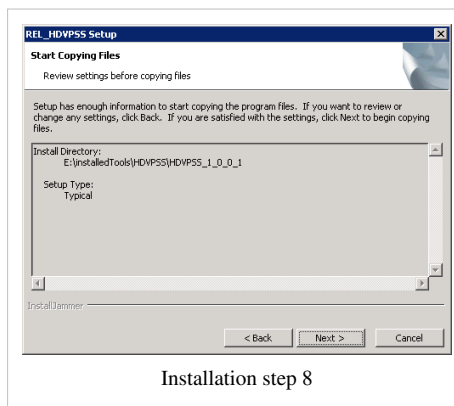 REL_HDVPSS Setup
Start Copying Files
Review settings before copying files
Setup has enough information to start copying the program files. If you want to review or
change any settings, click Back. If you are satisfied with the settings, click Next to begin copying
files.
Install Directory:
E:\installedTools\HDVPSS\HDVPSS_1_0_0_1
Setup Type:
Typical
InstallJammer
< Back Next > Cancel
Installation step 8